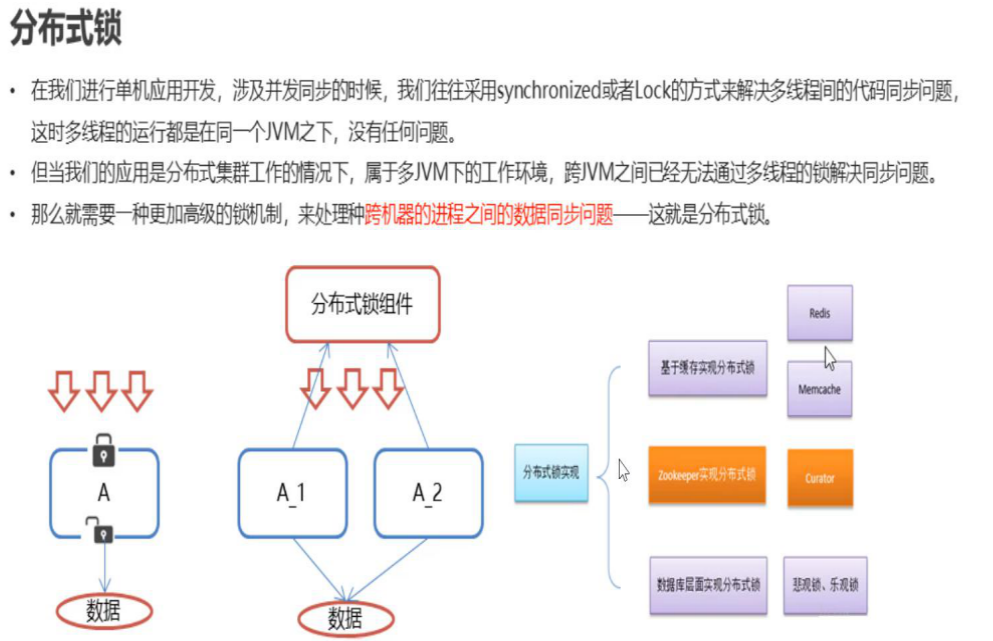 分布式锁
• 在我们进行单机应用开发，涉及并发同步的时候，我们往往采用synchronized或者Lock的方式来解决多线程间的代码同步问题，
这时多线程的运行都是在同一个JVM之下，没有任何问题。
• 但当我们的应用是分布式集群工作的情况下，属于多JVM下的工作环境，跨JVM之间已经无法通过多线程的锁解决同步问题。
• 那么就需要一种更加高级的锁机制，来处理种跨机器的进程之间的数据同步问题——这就是分布式锁。
分布式锁组件
A
数据
A_1
A_2
数据
分布式锁实现
基于缓存实现分布式锁
Redis
Memcache
Zookeeper实现分布式锁
Curator
数据库层面实现分布式锁
悲观锁、乐观锁